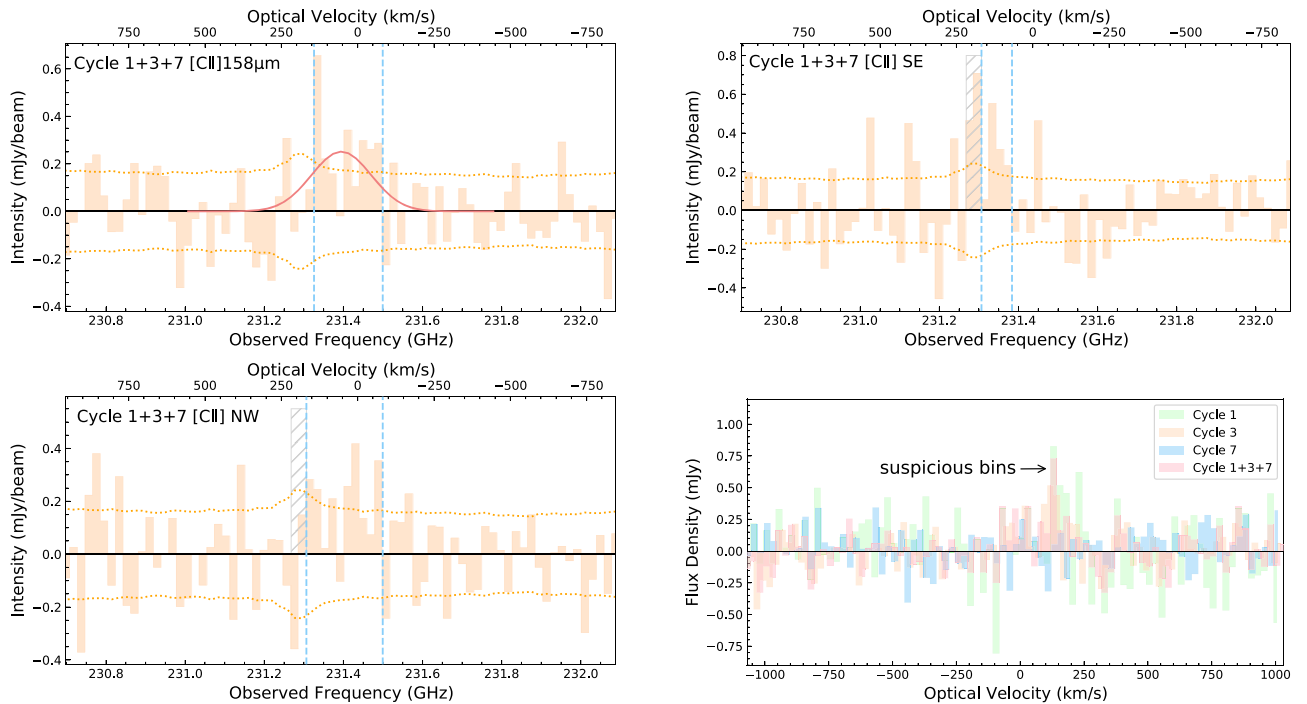 Optical Velocity (km/s)
750 500 250 0 −250 −500 −750
Cycle 1+3+7 [CII]158μm
Intensity (mJy/beam)
0.6
0.4
0.2
0.0
−0.2
−0.4
230.8 231.0 231.2 231.4 231.6 231.8 232.0
Observed Frequency (GHz)
Optical Velocity (km/s)
750 500 250 0 −250 −500 −750
Cycle 1+3+7 [CII] SE
Intensity (mJy/beam)
0.8
0.6
0.4
0.2
0.0
−0.2
−0.4
230.8 231.0 231.2 231.4 231.6 231.8 232.0
Observed Frequency (GHz)
Optical Velocity (km/s)
750 500 250 0 −250 −500 −750
Cycle 1+3+7 [CII] NW
Intensity (mJy/beam)
0.4
0.2
0.0
−0.2
−0.4
230.8 231.0 231.2 231.4 231.6 231.8 232.0
Observed Frequency (GHz)
Flux Density (mJy)
1.00
0.75
0.50
0.25
0.00
−0.25
−0.50
−0.75
Cycle 1
Cycle 3
Cycle 7
Cycle 1+3+7
suspicious bins
−1000 −750 −500 −250 0 250 500 750 1000
Optical Velocity (km/s)